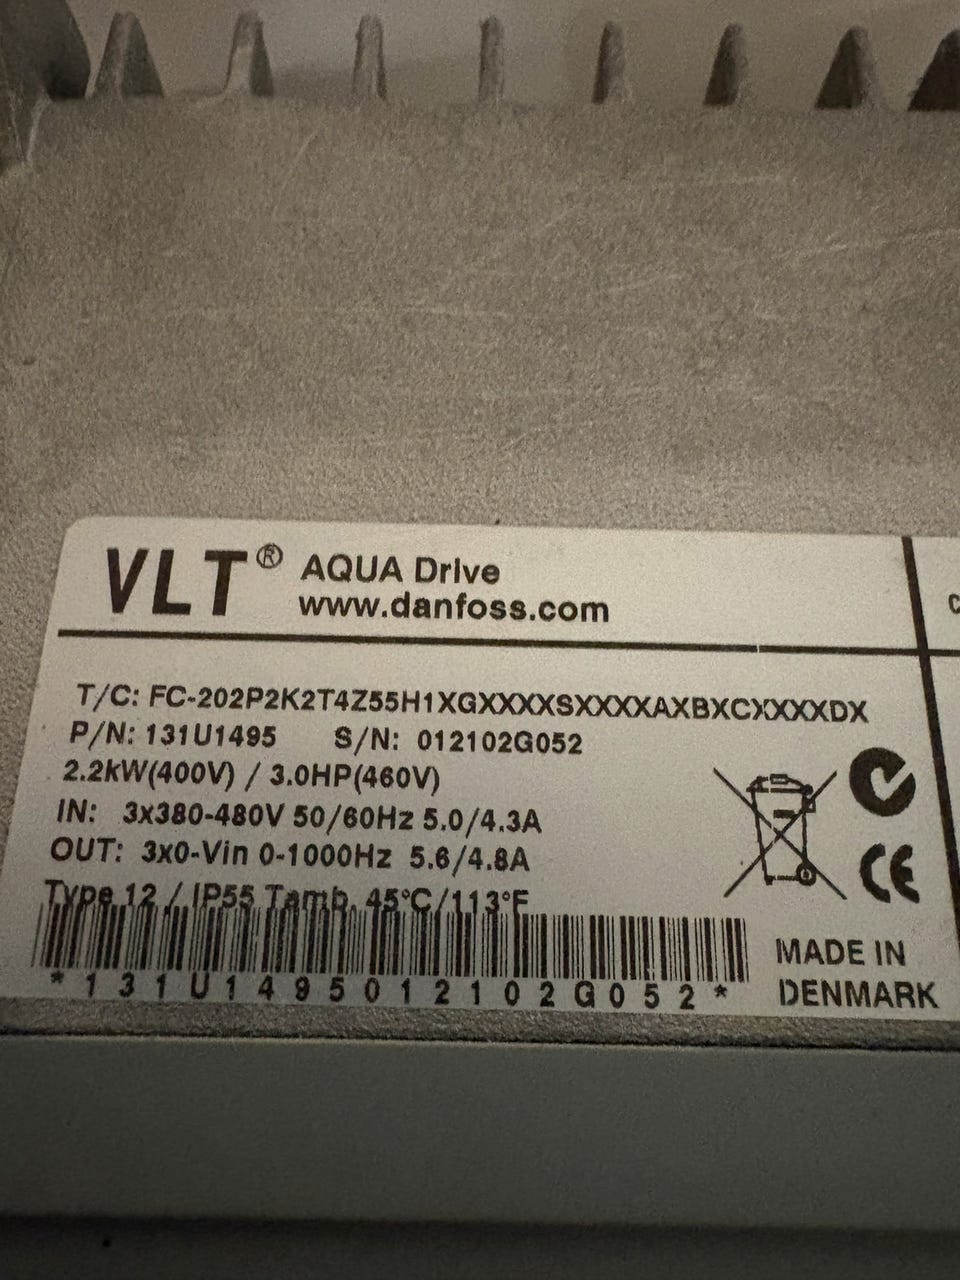 VLT® AQUA Drive
www.danfoss.com
T/C: FC-202P2K2T4Z55H1XGXXXXSXXXXAXBXCXXXXDX
P/N: 131U1495 S/N: 012102G052
2.2kW(400V) / 3.0HP(460V)
IN: 3x380-480V 50/60Hz 5.0/4.3A
OUT: 3x0-Vin 0-1000Hz 5.6/4.8A
Type 12 / IP55 Tamb. 45°C/113°F
*131U1495012102G052*
CE
MADE IN
DENMARK